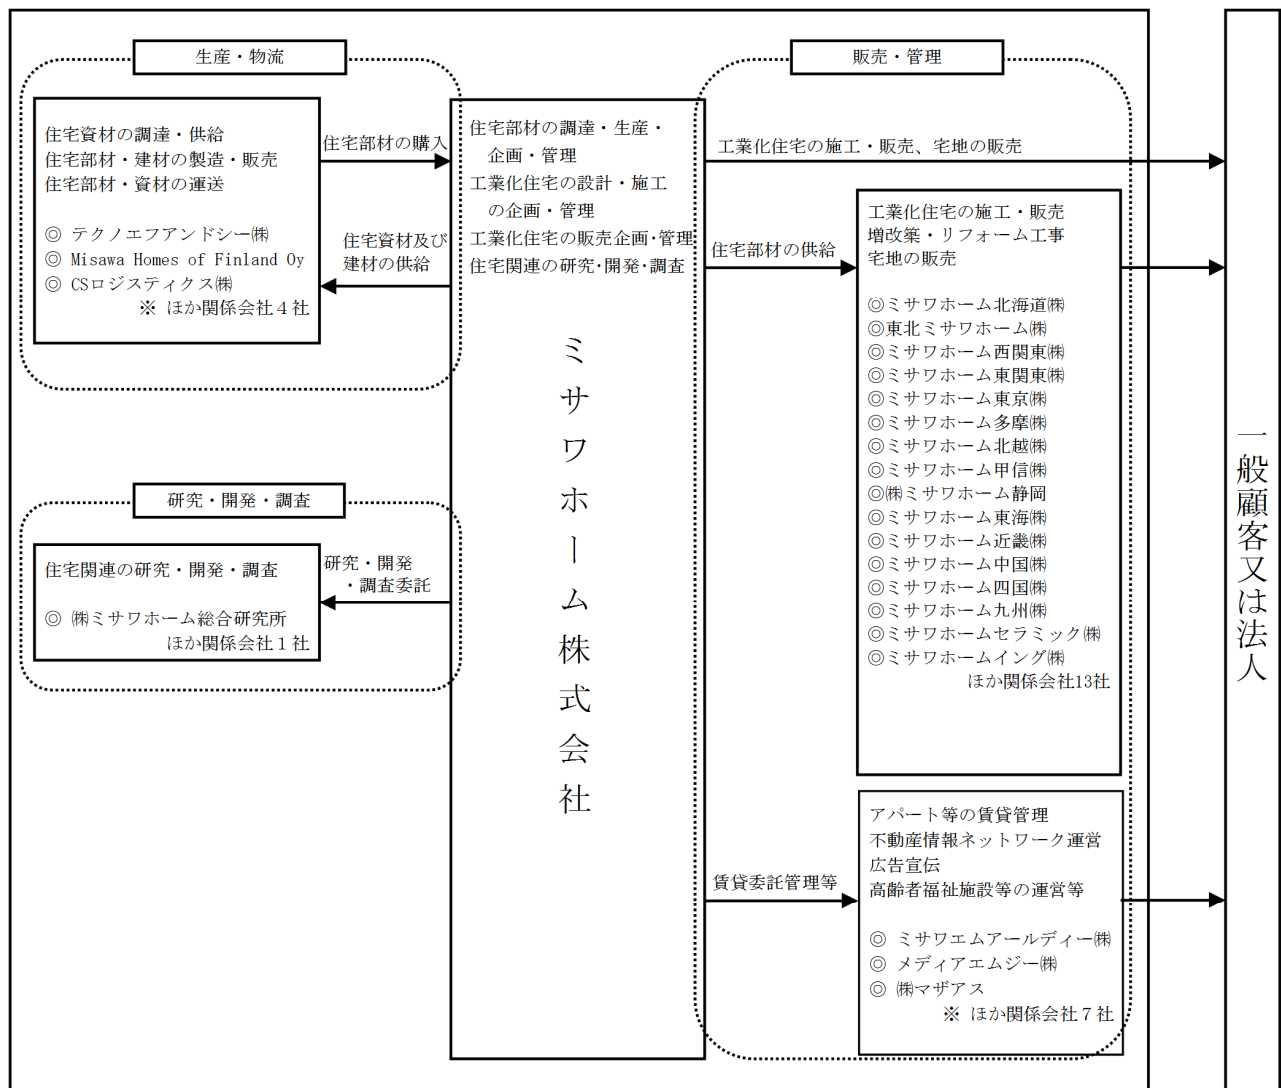 生産・物流
住宅資材の調達・供給
住宅部材・建材の製造・販売
住宅部材・資材の運送
◎ テクノエフアンドシー㈱
◎ Misawa Homes of Finland Oy
◎ CSロジスティクス㈱
※ ほか関係会社４社
住宅部材の購入
住宅資材及び
建材の供給
研究・開発・調査
住宅関連の研究・開発・調査
◎ ㈱ミサワホーム総合研究所
ほか関係会社１社
研究・開発
・調査委託
住宅部材の調達・生産・
企画・管理
工業化住宅の設計・施工
の企画・管理
工業化住宅の販売企画・管理
住宅関連の研究・開発・調査
ミサワホーム株式会社
販売・管理
工業化住宅の施工・販売、宅地の販売
住宅部材の供給
工業化住宅の施工・販売
増改築・リフォーム工事
宅地の販売
◎ミサワホーム北海道㈱
◎東北ミサワホーム㈱
◎ミサワホーム西関東㈱
◎ミサワホーム東関東㈱
◎ミサワホーム東京㈱
◎ミサワホーム多摩㈱
◎ミサワホーム北越㈱
◎ミサワホーム甲信㈱
◎㈱ミサワホーム静岡
◎ミサワホーム東海㈱
◎ミサワホーム近畿㈱
◎ミサワホーム中国㈱
◎ミサワホーム四国㈱
◎ミサワホーム九州㈱
◎ミサワホームセラミック㈱
◎ミサワホームイング㈱
ほか関係会社13社
賃貸委託管理等
アパート等の賃貸管理
不動産情報ネットワーク運営
広告宣伝
高齢者福祉施設等の運営等
◎ ミサワエムアールディー㈱
◎ メディアエムジー㈱
◎ ㈱マザアス
※ ほか関係会社７社
一般顧客又は法人